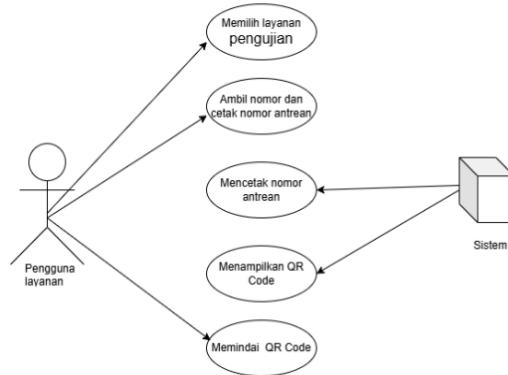 Memilih layanan
pengujian
Ambil nomor dan
cetak nomor antrean
Mencetak nomor
antrean
Sistem
Pengguna
layanan
Menampilkan QR
Code
Memindai QR Code